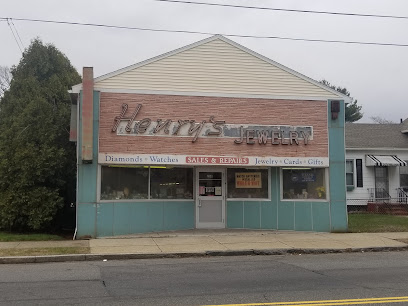 Henry's JEWELRY
Diamonds · Watches SALES & REPAIRS Jewelry · Cards · Gifts